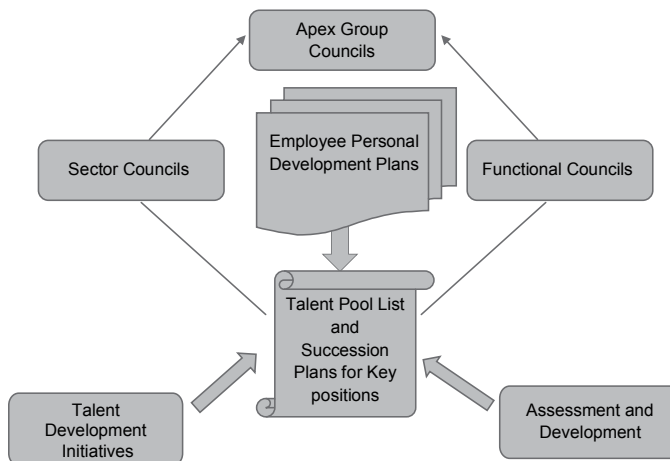 Apex Group
Councils
Employee Personal
Development Plans
Sector Councils
Functional Councils
Talent Pool List
and
Succession
Plans for Key
positions
Talent
Development
Initiatives
Assessment and
Development